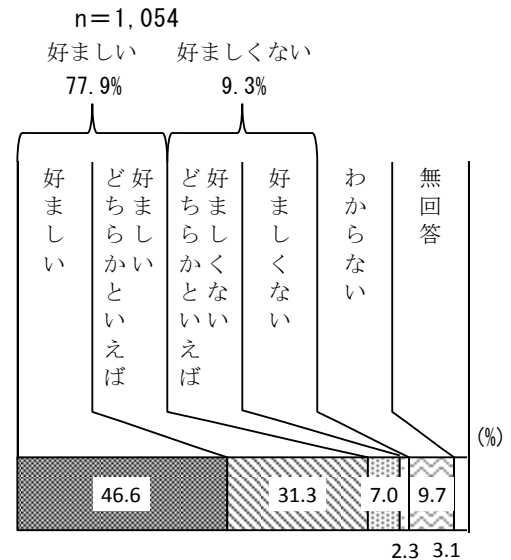 n＝1,054
好ましい
好ましくない
77.9%
9.3%
好ましい
どちらかといえば
好ましい
どちらかといえば
好ましくない
好ましくない
わからない
無回答
(%)
46.6
31.3
7.0
9.7
2.3
3.1